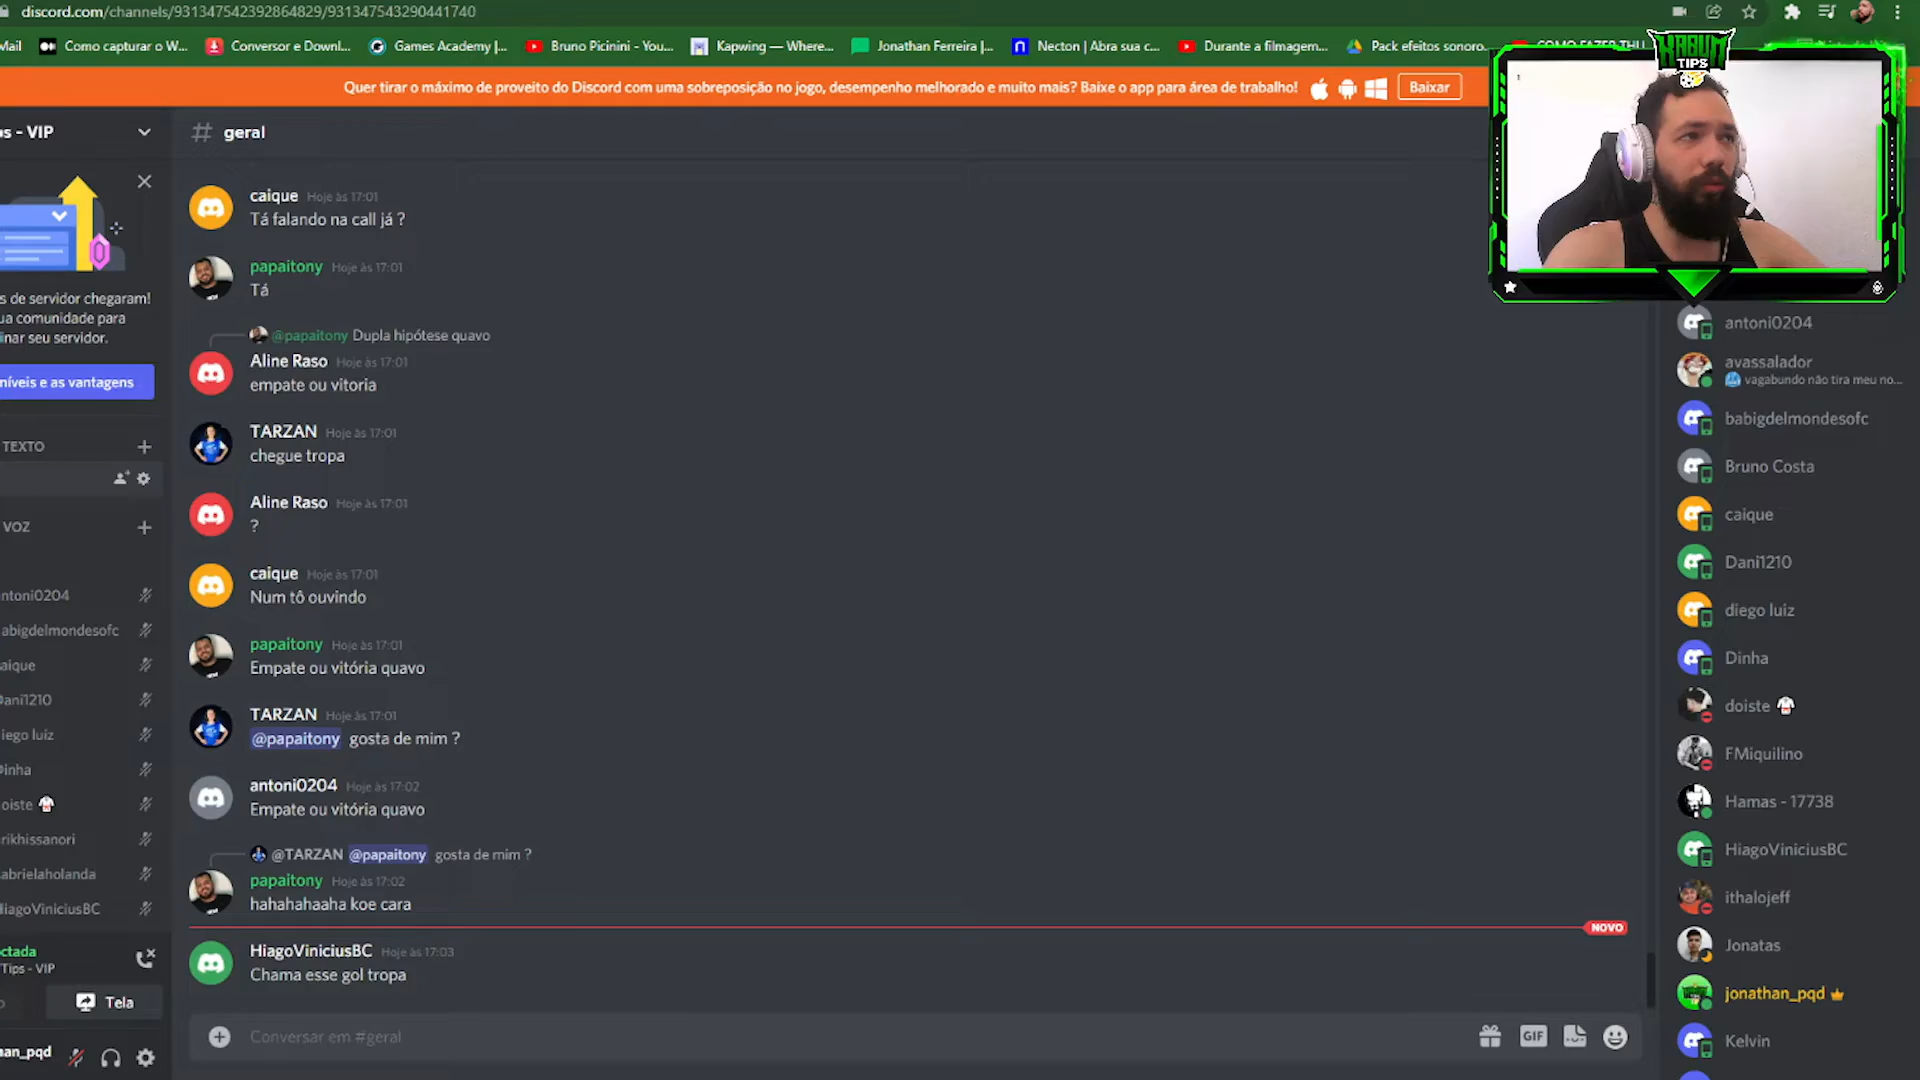 discord.com/channels/931347542392864829/931347543290441740
Mail
Como capturar o W...
Conversor e Downl...
Games Academy |...
Bruno Picinini - You...
Kapwing — Where...
Jonathan Ferreira |...
Necton | Abra sua c...
Durante a filmagem...
Pack efeitos sonoro...
COMO FAZER THU
KABUM
TIPS
Quer tirar o máximo de proveito do Discord com uma sobreposição no jogo, desempenho melhorado e muito mais? Baixe o app para área de trabalho!
Baixar
ps - VIP
geral
s de servidor chegaram!
ua comunidade para
inar seu servidor.
níveis e as vantagens
TEXTO
VOZ
ntoni0204
abigdelmondesofc
aique
Dani1210
iego luiz
Dinha
oiste
rikhissanori
abrielaholanda
HiagoViniciusBC
ctada
Tips - VIP
Tela
han_pqd
caique Hoje às 17:01
Tá falando na call já ?
papaitony Hoje às 17:01
Tá
@papaitony Dupla hipótese quavo
Aline Raso Hoje às 17:01
empate ou vitoria
TARZAN Hoje às 17:01
chegue tropa
Aline Raso Hoje às 17:01
?
caique Hoje às 17:01
Num tô ouvindo
papaitony Hoje às 17:01
Empate ou vitória quavo
TARZAN Hoje às 17:01
@papaitony gosta de mim ?
antoni0204 Hoje às 17:02
Empate ou vitória quavo
@TARZAN @papaitony gosta de mim ?
papaitony Hoje às 17:02
hahahahaaha koe cara
NOVO
HiagoViniciusBC Hoje às 17:03
Chama esse gol tropa
Conversar em #geral
GIF
antoni0204
avassalador
vagabundo não tira meu no...
babigdelmondesofc
Bruno Costa
caique
Dani1210
diego luiz
Dinha
doiste
FMiquilino
Hamas - 17738
HiagoViniciusBC
ithalojeff
Jonatas
jonathan_pqd
Kelvin